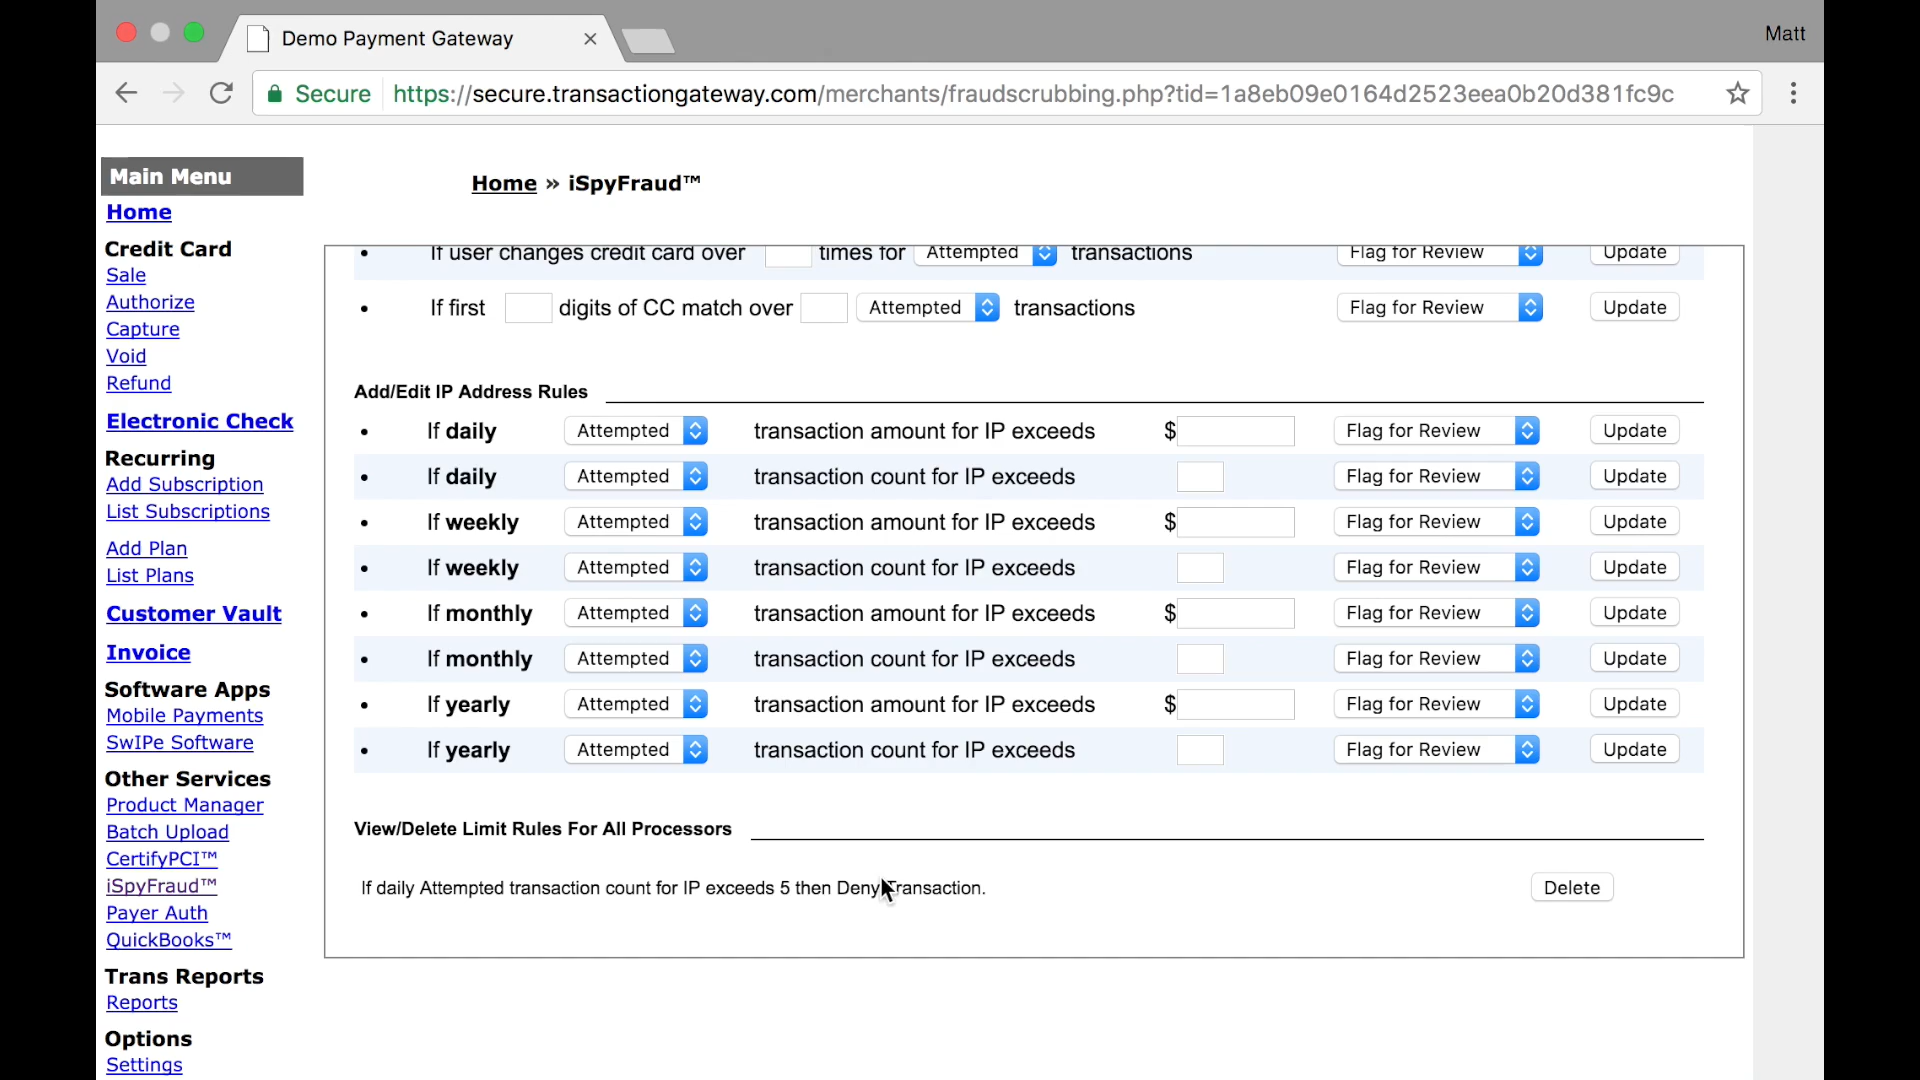 Demo Payment Gateway
Matt
Secure https://secure.transactiongateway.com/merchants/fraudscrubbing.php?tid=1a8eb09e0164d2523eea0b20d381fc9c
Main Menu
Home
Credit Card
Sale
Authorize
Capture
Void
Refund
Electronic Check
Recurring
Add Subscription
List Subscriptions
Add Plan
List Plans
Customer Vault
Invoice
Software Apps
Mobile Payments
SwIPe Software
Other Services
Product Manager
Batch Upload
CertifyPCI™
iSpyFraud™
Payer Auth
QuickBooks™
Trans Reports
Reports
Options
Settings
Home » iSpyFraud™
• If user changes credit card over times for Attempted transactions Flag for Review Update
• If first digits of CC match over Attempted transactions Flag for Review Update
Add/Edit IP Address Rules
• If daily Attempted transaction amount for IP exceeds $ Flag for Review Update
• If daily Attempted transaction count for IP exceeds Flag for Review Update
• If weekly Attempted transaction amount for IP exceeds $ Flag for Review Update
• If weekly Attempted transaction count for IP exceeds Flag for Review Update
• If monthly Attempted transaction amount for IP exceeds $ Flag for Review Update
• If monthly Attempted transaction count for IP exceeds Flag for Review Update
• If yearly Attempted transaction amount for IP exceeds $ Flag for Review Update
• If yearly Attempted transaction count for IP exceeds Flag for Review Update
View/Delete Limit Rules For All Processors
If daily Attempted transaction count for IP exceeds 5 then Deny Transaction. Delete